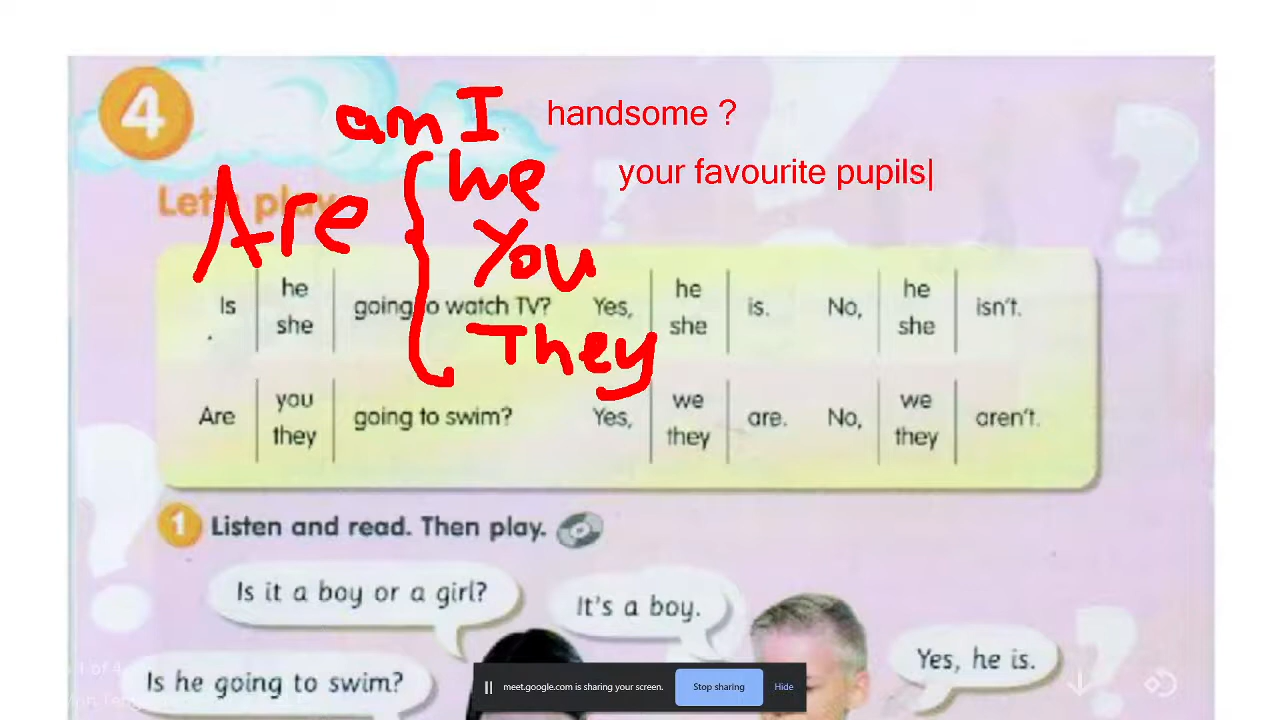 4
am I handsome ?
we your favourite pupils
Are
Let's play
You
Is he she going to watch TV? Yes, he she is. No, he she isn't.
They
Are you they going to swim? Yes, we they are. No, we they aren't.
1 Listen and read. Then play.
Is it a boy or a girl?
It's a boy.
Yes, he is.
Is he going to swim?
meet.google.com is sharing your screen. Stop sharing Hide